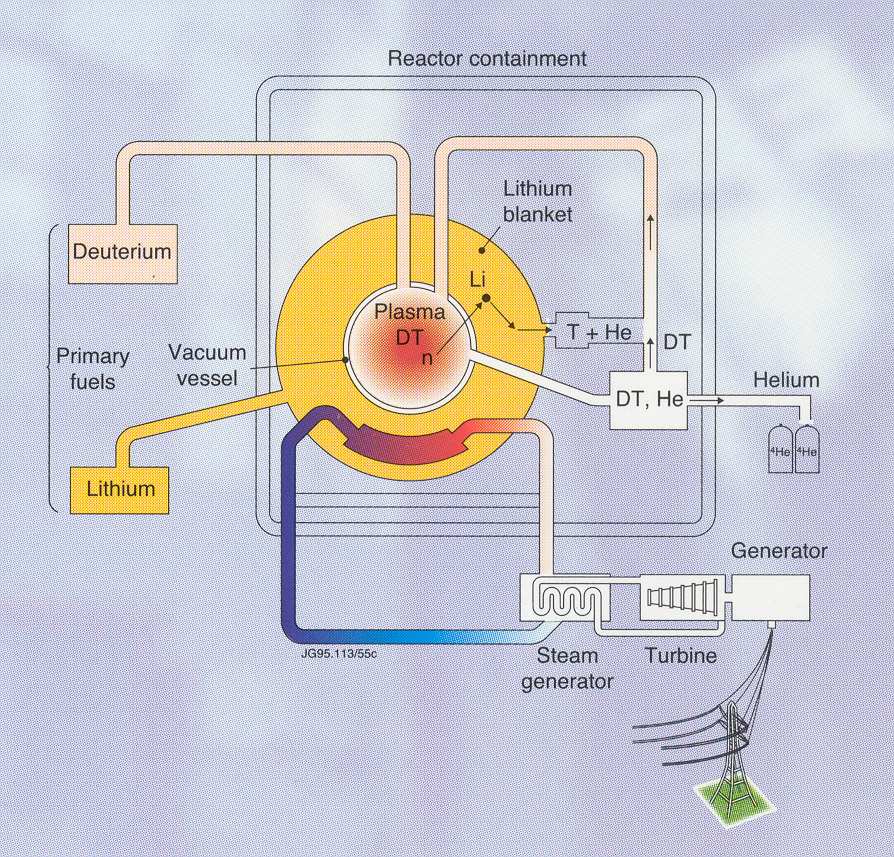 Reactor containment
Lithium
blanket
Deuterium
Li
Plasma
DT
n
T + He
DT
Primary
fuels
Vacuum
vessel
Helium
DT, He
⁴He
⁴He
Lithium
Generator
JG95.113/55c
Steam
generator
Turbine